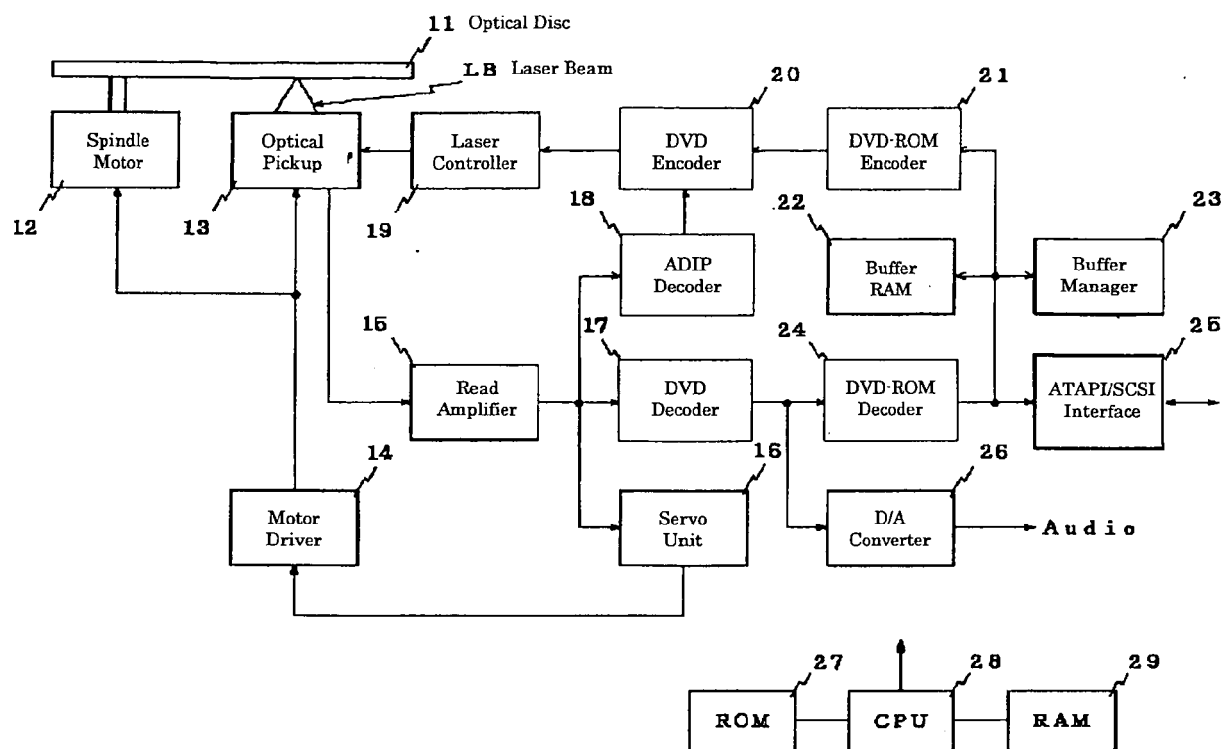 11 Optical Disc
LB Laser Beam
20
21
Spindle
Motor
Optical
Pickup
Laser
Controller
DVD
Encoder
DVD-ROM
Encoder
12
13
19
18
22
23
ADIP
Decoder
Buffer
RAM
Buffer
Manager
15
17
24
25
Read
Amplifier
DVD
Decoder
DVD-ROM
Decoder
ATAPI/SCSI
Interface
14
16
26
Motor
Driver
Servo
Unit
D/A
Converter
Audio
27
28
29
ROM
CPU
RAM